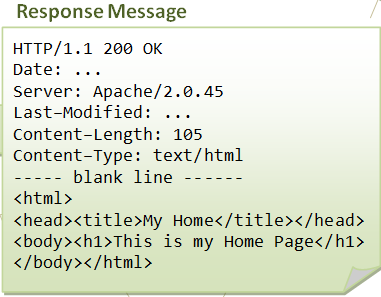 Response Message
HTTP/1.1 200 OK
Date: ...
Server: Apache/2.0.45
Last–Modified: ...
Content–Length: 105
Content–Type: text/html
----- blank line ------
<html>
<head><title>My Home</title></head>
<body><h1>This is my Home Page</h1>
</body></html>